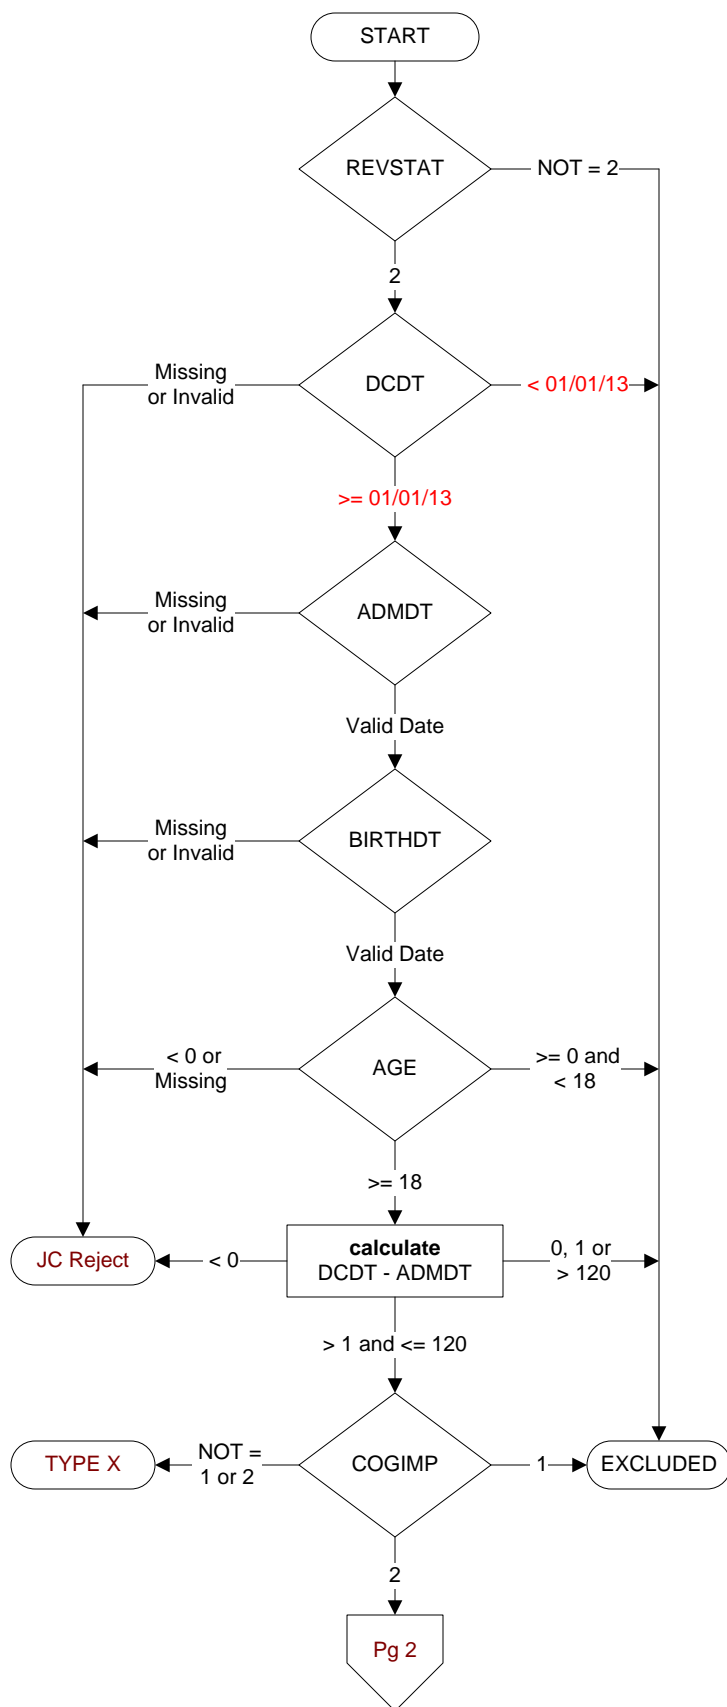 START
REVSTAT
NOT = 2
2
Missing
or Invalid
DCDT
< 01/01/13
>= 01/01/13
Missing
or Invalid
ADMDT
Valid Date
Missing
or Invalid
BIRTHDT
Valid Date
< 0 or
Missing
AGE
>= 0 and
< 18
>= 18
JC Reject
< 0
calculate
DCDT - ADMDT
0, 1 or
> 120
> 1 and <= 120
TYPE X
NOT =
1 or 2
COGIMP
1
EXCLUDED
2
Pg 2